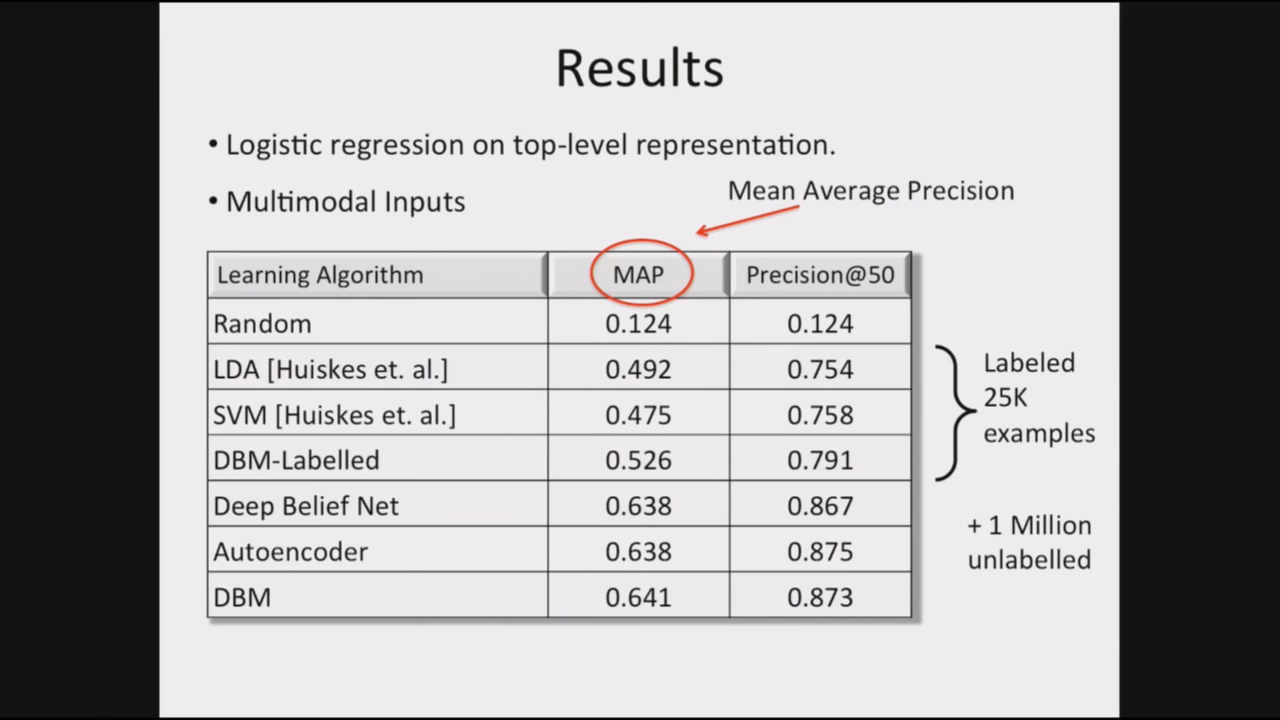 Results
• Logistic regression on top-level representation.
• Multimodal Inputs
Mean Average Precision
Learning Algorithm MAP Precision@50
Random 0.124 0.124
LDA [Huiskes et. al.] 0.492 0.754
SVM [Huiskes et. al.] 0.475 0.758
DBM-Labelled 0.526 0.791
Deep Belief Net 0.638 0.867
Autoencoder 0.638 0.875
DBM 0.641 0.873
Labeled
25K
examples
+ 1 Million
unlabelled